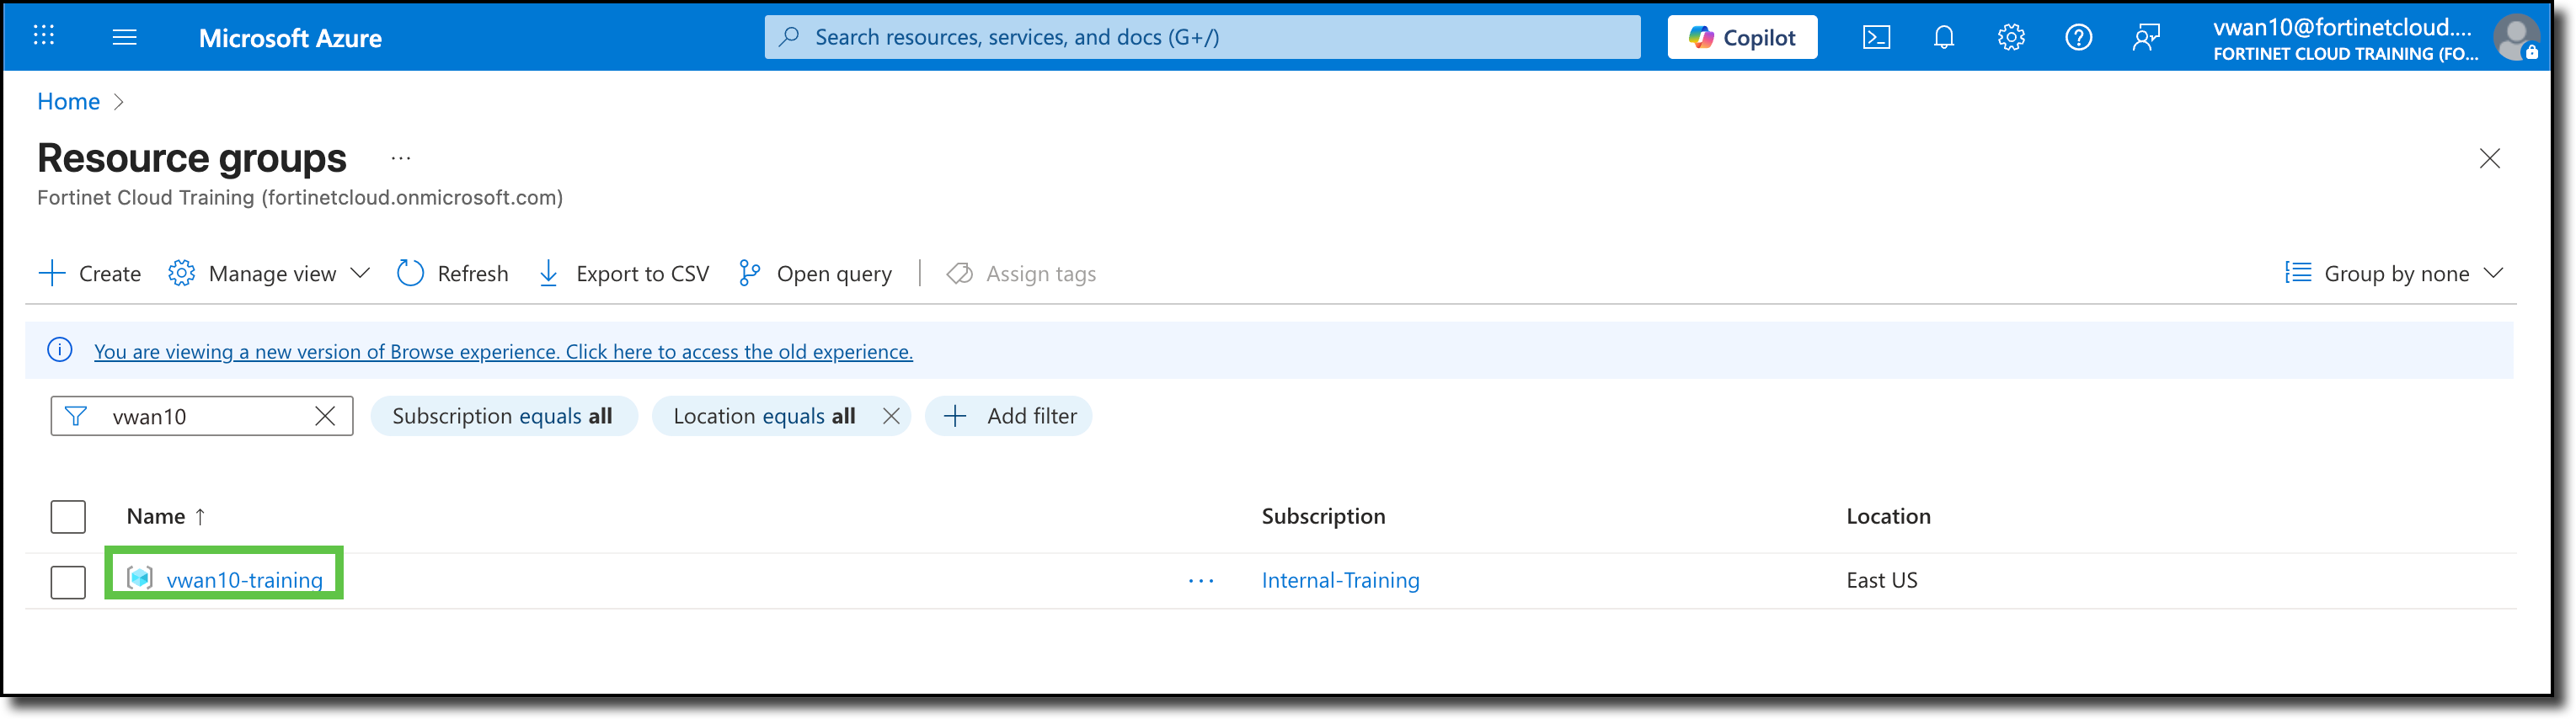 Microsoft Azure
Search resources, services, and docs (G+/)
Copilot
vwan10@fortinetcloud....
FORTINET CLOUD TRAINING (FO...
Home
Resource groups ...
Fortinet Cloud Training (fortinetcloud.onmicrosoft.com)
Create Manage view Refresh Export to CSV Open query | Assign tags Group by none
You are viewing a new version of Browse experience. Click here to access the old experience.
vwan10 Subscription equals all Location equals all Add filter
Name ↑ Subscription Location
vwan10-training ... Internal-Training East US